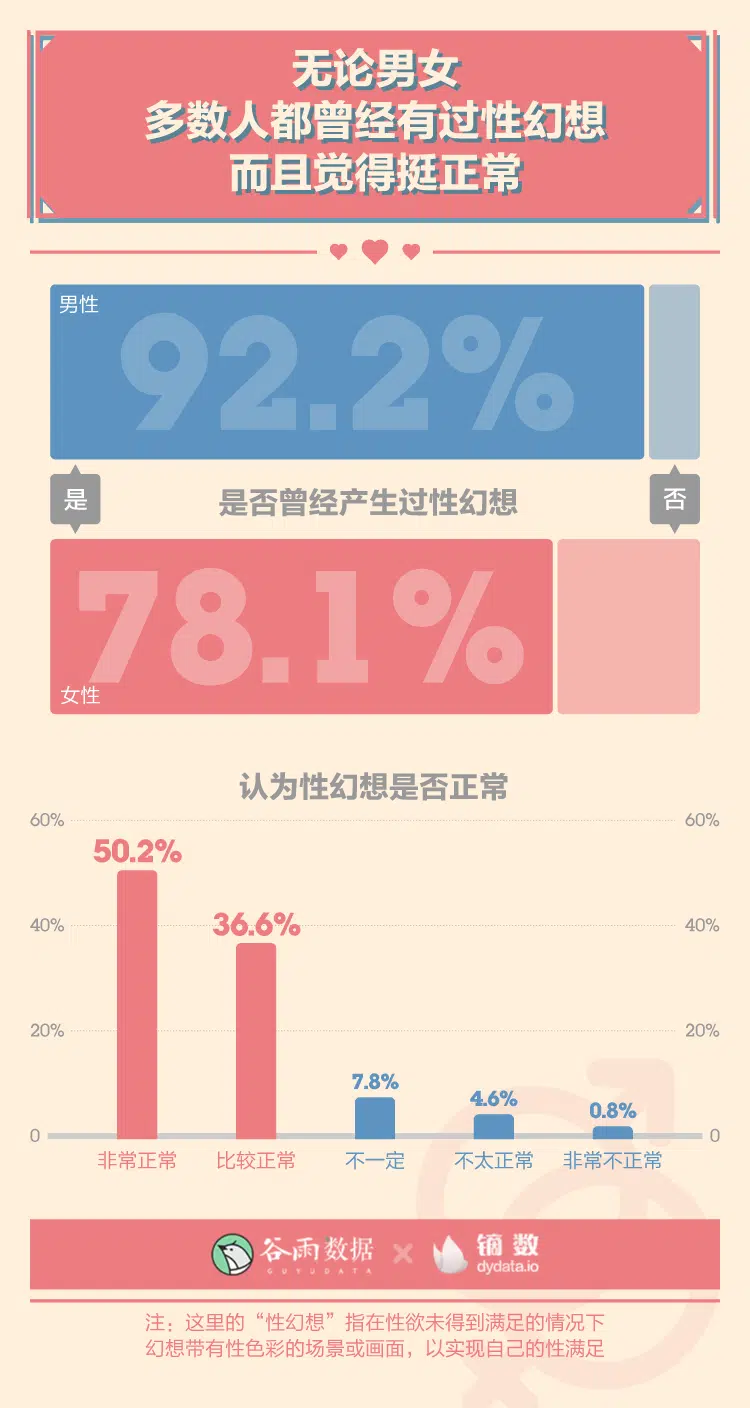 无论男女
多数人都曾经有过性幻想
而且觉得挺正常
男性
92.2%
是
是否曾经产生过性幻想
否
78.1%
女性
认为性幻想是否正常
60%
60%
50.2%
40%
36.6%
40%
20%
20%
7.8%
4.6%
0.8%
0
0
非常正常
比较正常
不一定
不太正常
非常不正常
谷雨数据
GUYUDATA
×
镝数
dydata.io
注：这里的“性幻想”指在性欲未得到满足的情况下
幻想带有性色彩的场景或画面，以实现自己的性满足